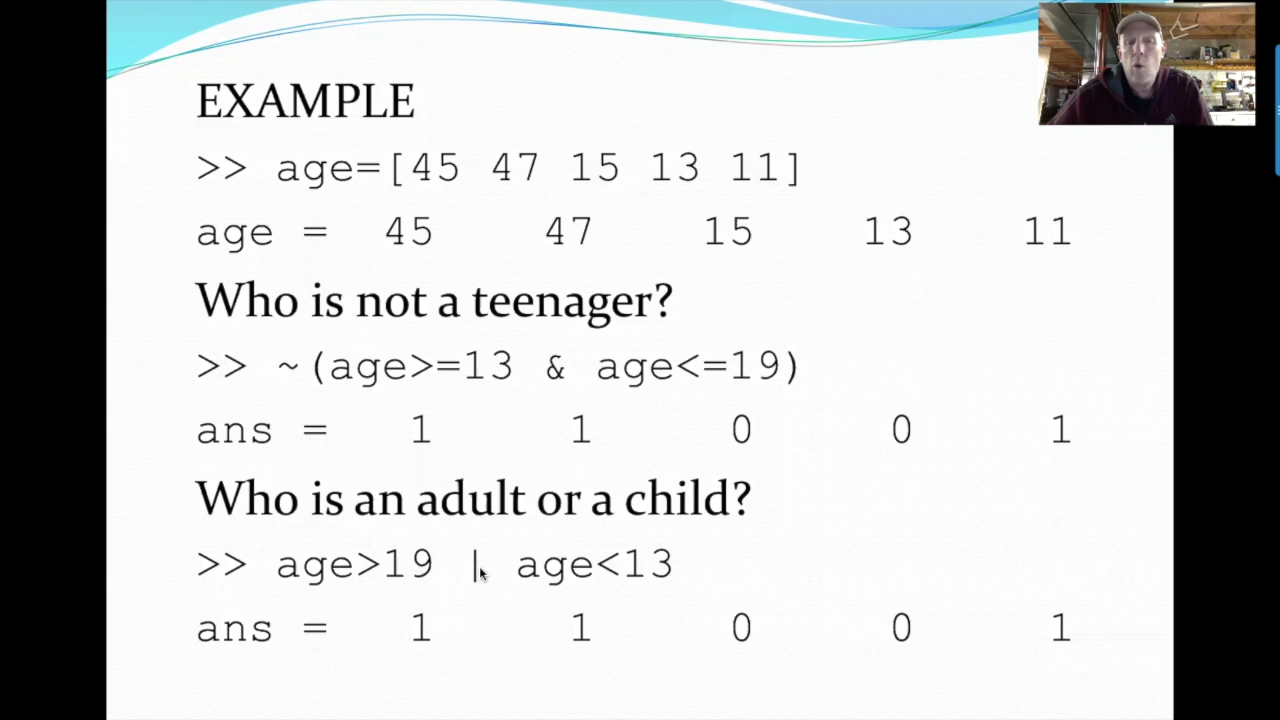 EXAMPLE
>> age=[45 47 15 13 11]
age = 45 47 15 13 11
Who is not a teenager?
>> ~(age>=13 & age<=19)
ans = 1 1 0 0 1
Who is an adult or a child?
>> age>19 | age<13
ans = 1 1 0 0 1